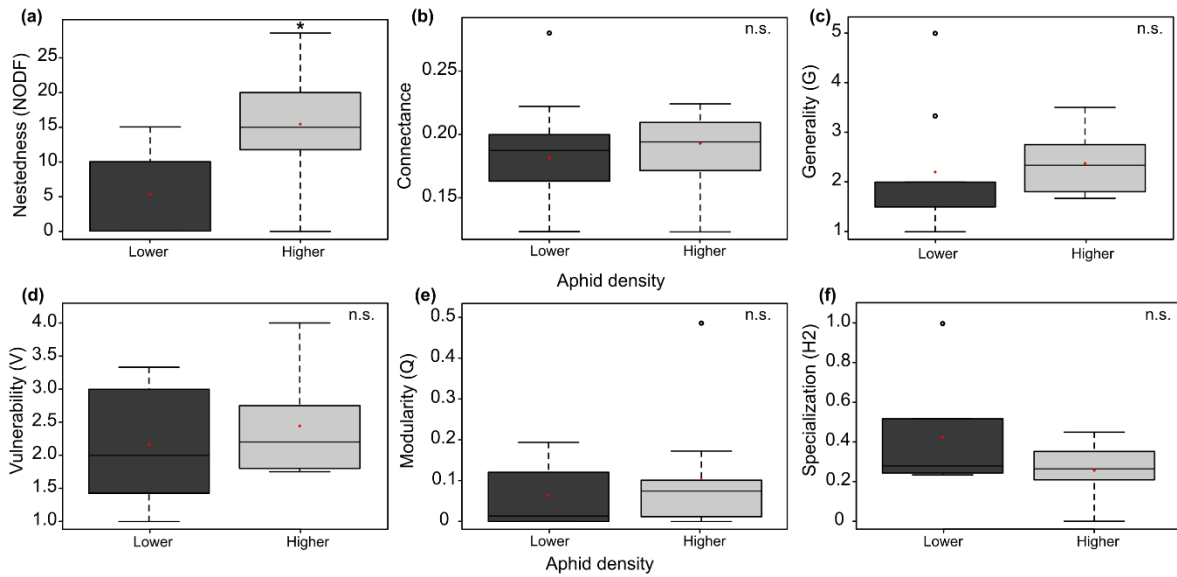 (a)
*
Nestedness (NODF)
25
20
15
10
5
0
Lower
Higher
(b)
n.s.
Connectance
0.25
0.20
0.15
Lower
Higher
(c)
n.s.
Generality (G)
5
4
3
2
1
Lower
Higher
Aphid density
(d)
n.s.
Vulnerability (V)
4.0
3.5
3.0
2.5
2.0
1.5
1.0
Lower
Higher
(e)
n.s.
Modularity (Q)
0.5
0.4
0.3
0.2
0.1
0
Lower
Higher
(f)
n.s.
Specialization (H2)
1.0
0.8
0.6
0.4
0.2
0
Lower
Higher
Aphid density